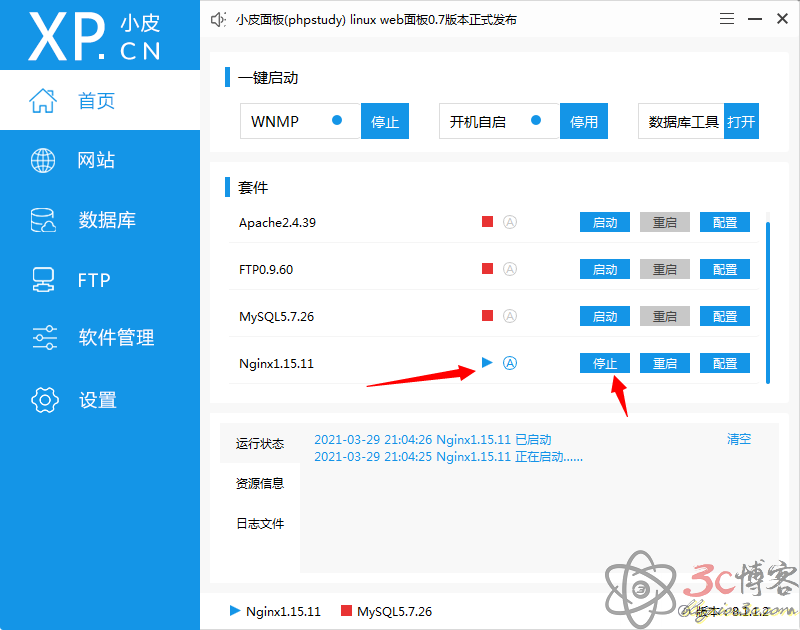 XP.CN 小皮
小皮面板(phpstudy) linux web面板0.7版本正式发布
首页
网站
数据库
FTP
软件管理
设置
一键启动
WNMP 停止 开机自启 停用 数据库工具 打开
套件
Apache2.4.39 A 启动 重启 配置
FTP0.9.60 A 启动 重启 配置
MySQL5.7.26 A 启动 重启 配置
Nginx1.15.11 A 停止 重启 配置
运行状态
资源信息
日志文件
2021-03-29 21:04:26 Nginx1.15.11 已启动
2021-03-29 21:04:25 Nginx1.15.11 正在启动......
清空
Nginx1.15.11 MySQL5.7.26
版本：8.1.1.2
3c博客